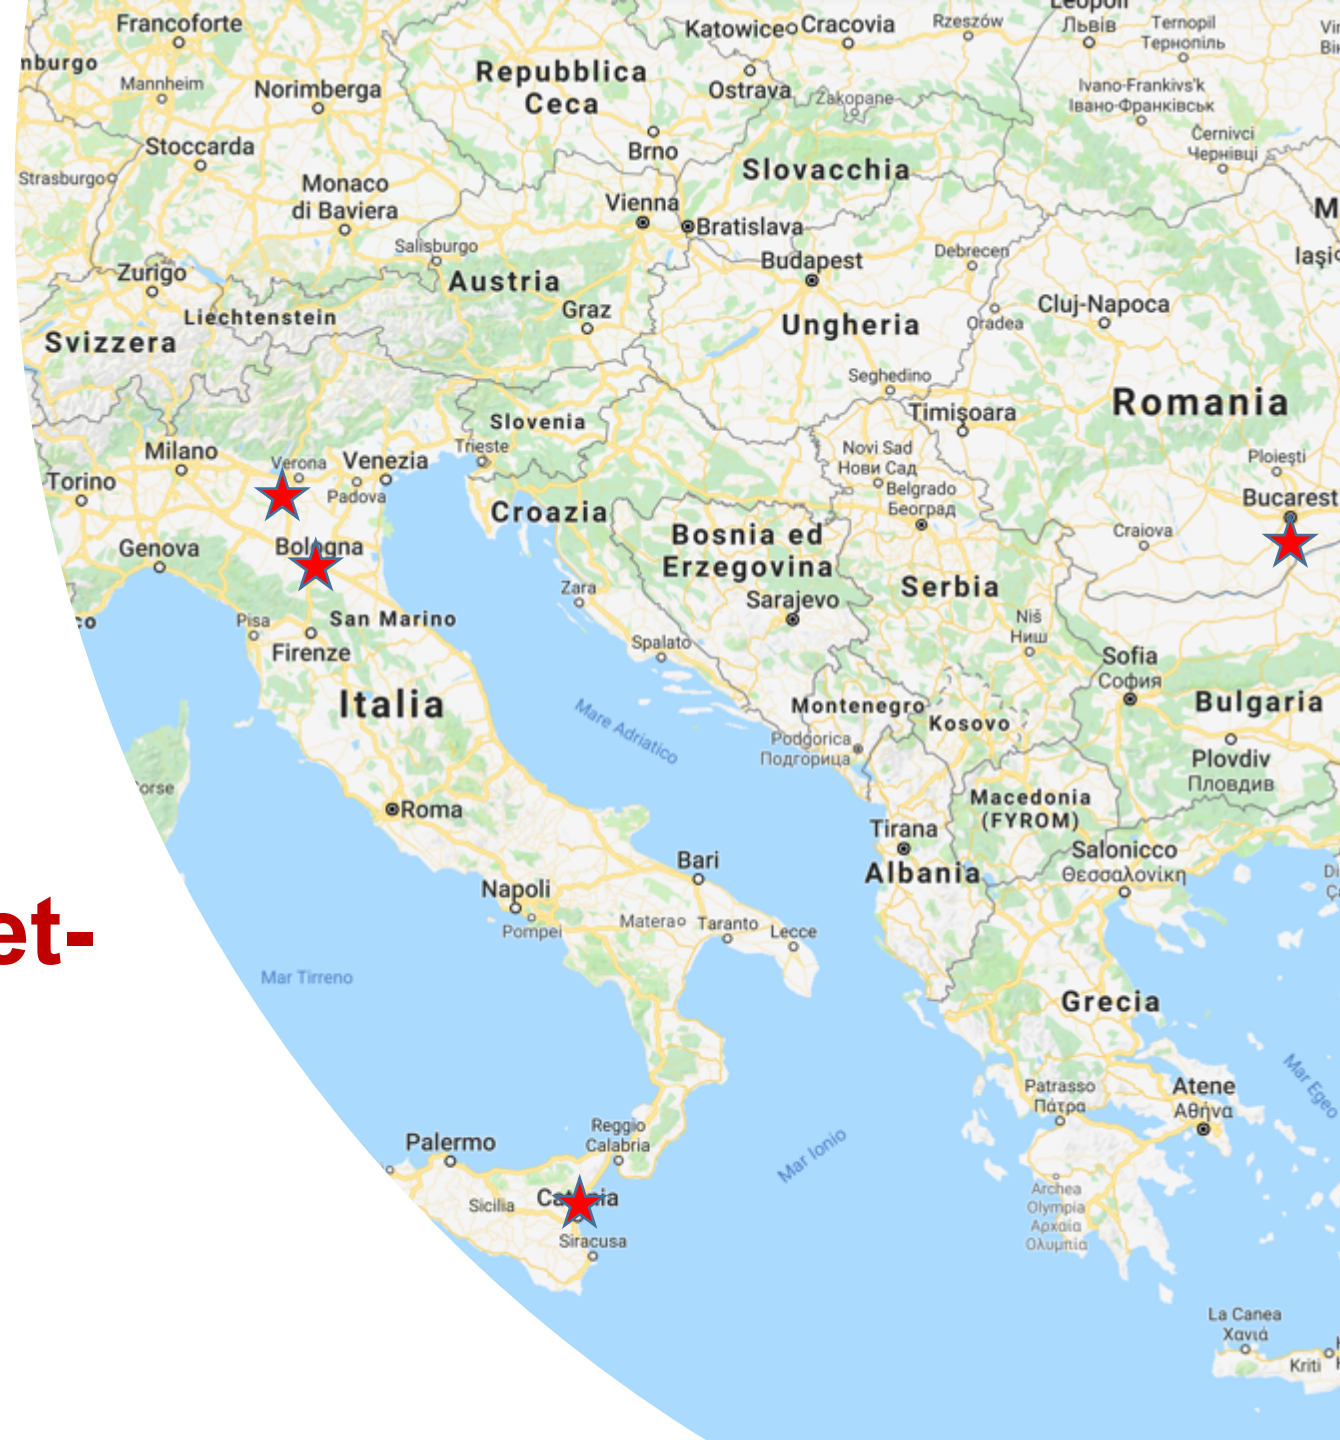 Leopoli
Francoforte
Katowice
Cracovia
Rzeszów
Львів
Ternopil
Тернопіль
mburgo
Mannheim
Norimberga
Repubblica
Ceca
Ostrava
Zakopane
Ivano-Frankivs'k
Івано-Франківськ
Stoccarda
Brno
Černivci
Чернівці
Strasburgo
Monaco
di Baviera
Slovacchia
Vienna
Bratislava
M
Salisburgo
Budapest
Debrecen
Iași
Zurigo
Austria
Liechtenstein
Graz
Ungheria
Oradea
Cluj-Napoca
Svizzera
Seghedino
Romania
Slovenia
Timișoara
Milano
Verona
Venezia
Trieste
Novi Sad
Нови Сад
Ploiești
Torino
Padova
Croazia
Belgrado
Београд
Bucarest
Genova
Bologna
Bosnia ed
Erzegovina
Craiova
Zara
Sarajevo
Serbia
co
Pisa
San Marino
Firenze
Spalato
Niš
Ниш
Sofia
София
Italia
Mare Adriatico
Montenegro
Kosovo
Bulgaria
Podgorica
Подгорица
Plovdiv
Пловдив
orse
Roma
Macedonia
(FYROM)
Tirana
Albania
Salonicco
Θεσσαλονίκη
Bari
Di
Ç
Napoli
Pompei
Matera
Taranto
Lecce
et-
Mar Tirreno
Grecia
Mar Egeo
Patrasso
Πάτρα
Atene
Αθήνα
Palermo
Reggio
Calabria
Mar Ionio
Sicilia
Catania
Siracusa
Archea
Olympia
Αρχαία
Ολυμπία
La Canea
Χανιά
Kriti